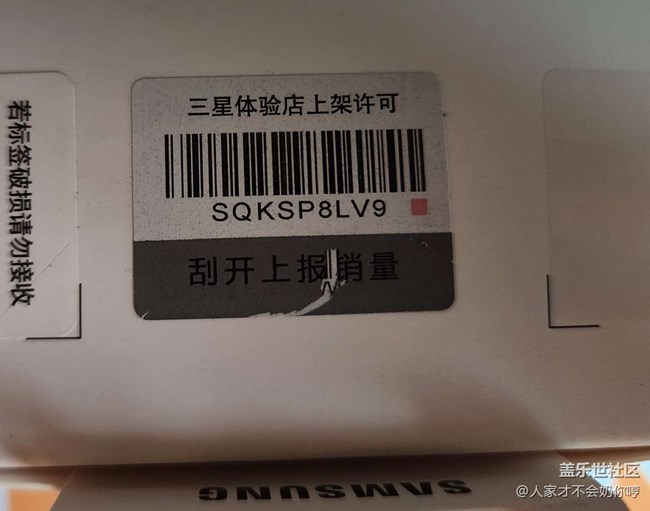 若标签破损请勿接收
三星体验店上架许可
SQKSP8LV9
刮开上报销量
SAMSUNG
盖乐世社区
@人家才不会奶你哼